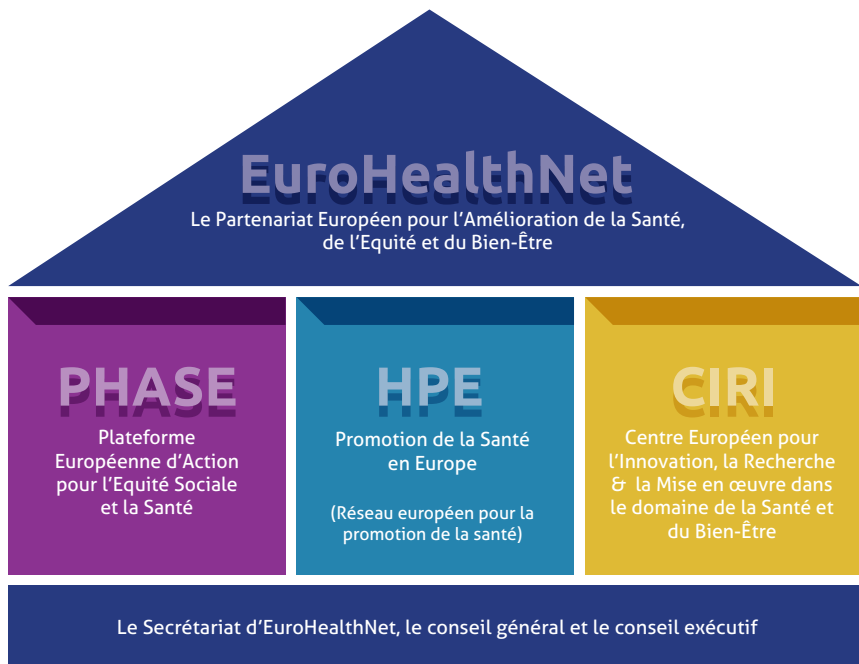 EuroHealthNet
Le Partenariat Européen pour l’Amélioration de la Santé,
de l’Equité et du Bien-Être
PHASE
Plateforme
Européenne d’Action
pour l’Equité Sociale
et la Santé
HPE
Promotion de la Santé
en Europe
(Réseau européen pour la
promotion de la santé)
CIRI
Centre Européen pour
l’Innovation, la Recherche
& la Mise en œuvre dans
le domaine de la Santé et
du Bien-Être
Le Secrétariat d’EuroHealthNet, le conseil général et le conseil exécutif